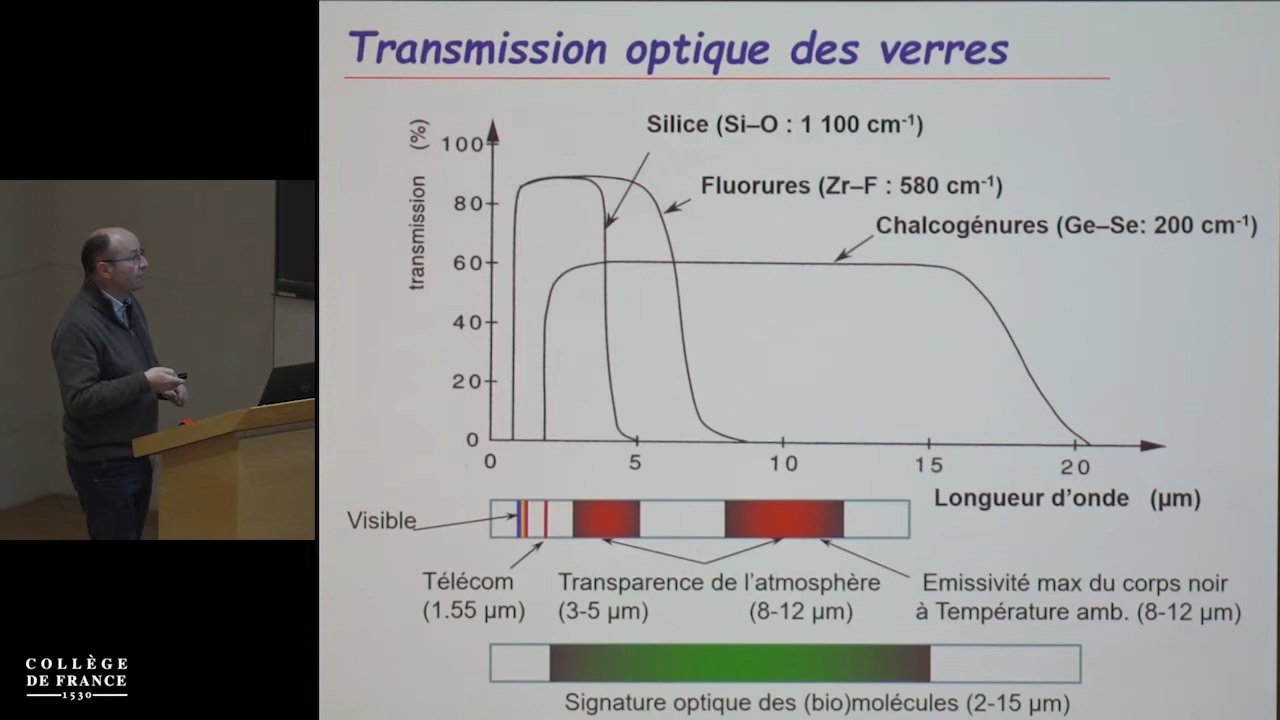 Transmission optique des verres
Silice (Si–O : 1 100 cm-1)
Fluorures (Zr–F : 580 cm-1)
Chalcogénures (Ge–Se: 200 cm-1)
transmission (%)
100
80
60
40
20
0
0 5 10 15 20
Longueur d'onde (µm)
Visible
Télécom
(1.55 µm)
Transparence de l'atmosphère
(3-5 µm) (8-12 µm)
Emissivité max du corps noir
à Température amb. (8-12 µm)
Signature optique des (bio)molécules (2-15 µm)
COLLÈGE
DE FRANCE
1530